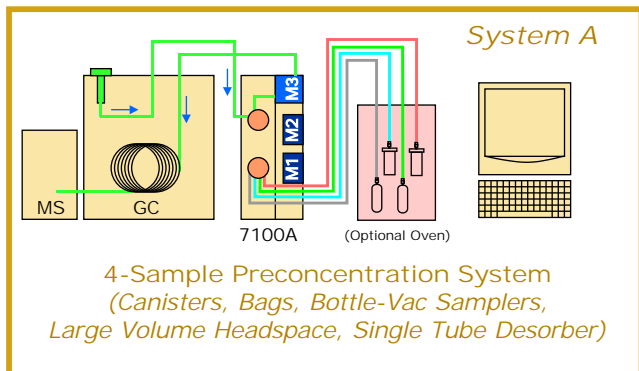 System A
M3
M2
M1
MS
GC
7100A
(Optional Oven)
4-Sample Preconcentration System
(Canisters, Bags, Bottle-Vac Samplers,
Large Volume Headspace, Single Tube Desorber)